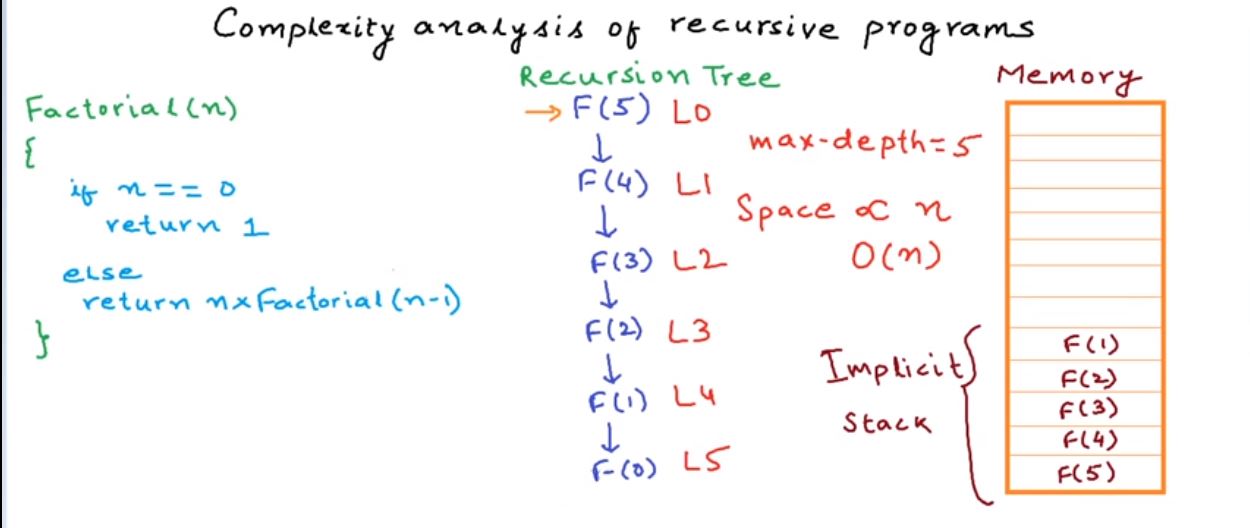 Complexity analysis of recursive programs
Factorial(n)
{
if n == 0
return 1
else
return n×Factorial(n-1)
}
Recursion Tree
→ F(5) L0
↓
F(4) L1
↓
F(3) L2
↓
F(2) L3
↓
F(1) L4
↓
F(0) L5
max-depth=5
Space ∝ n
O(n)
Memory
Implicit
Stack
F(1)
F(2)
F(3)
F(4)
F(5)